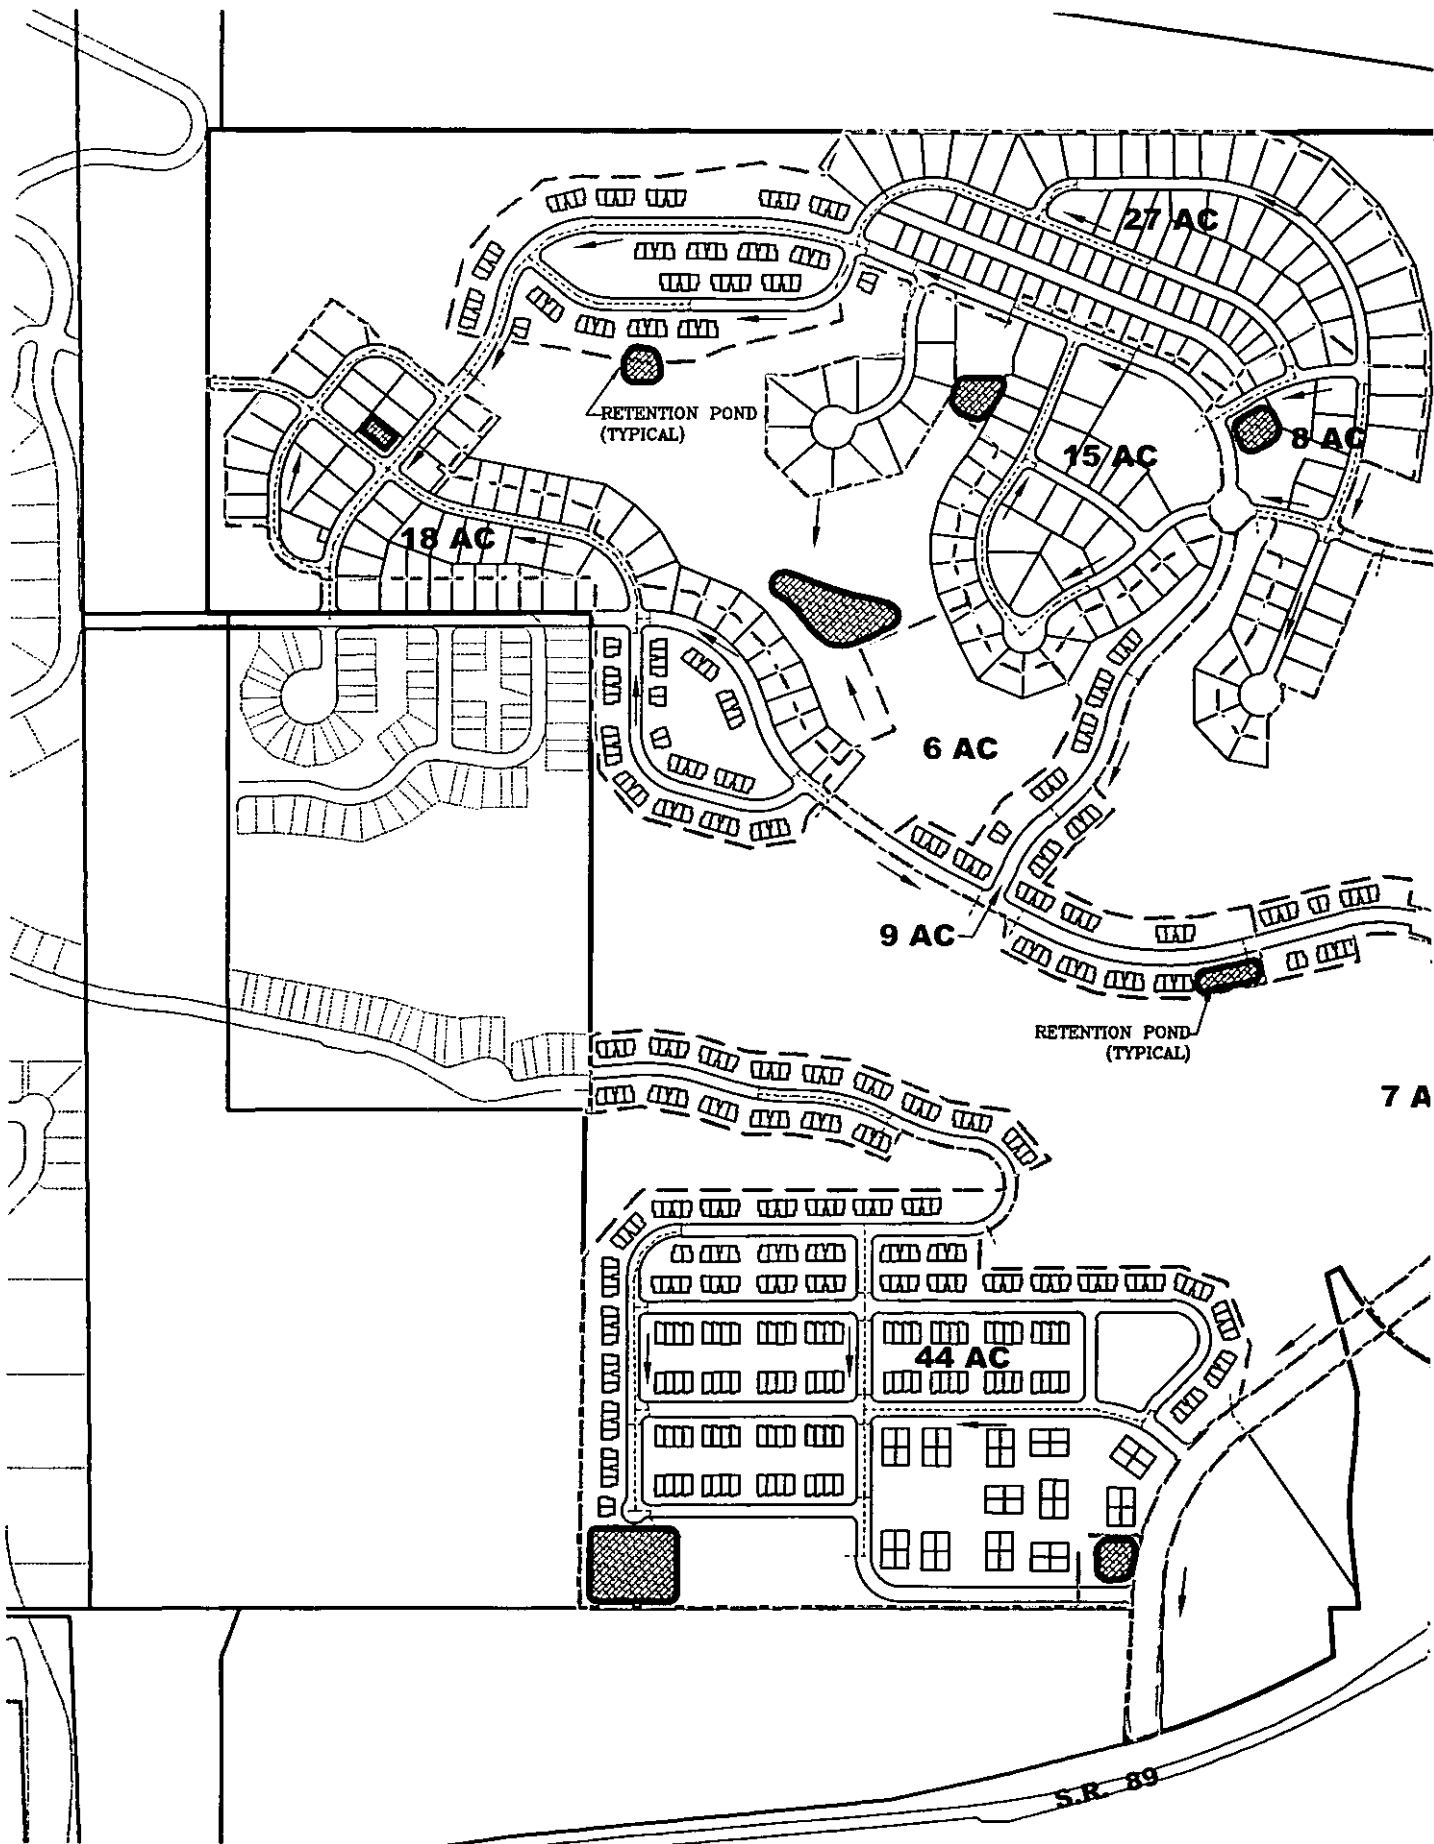 27 AC
RETENTION POND
(TYPICAL)
8 AC
15 AC
18 AC
6 AC
9 AC
RETENTION POND
(TYPICAL)
7 A
44 AC
S.R. 89